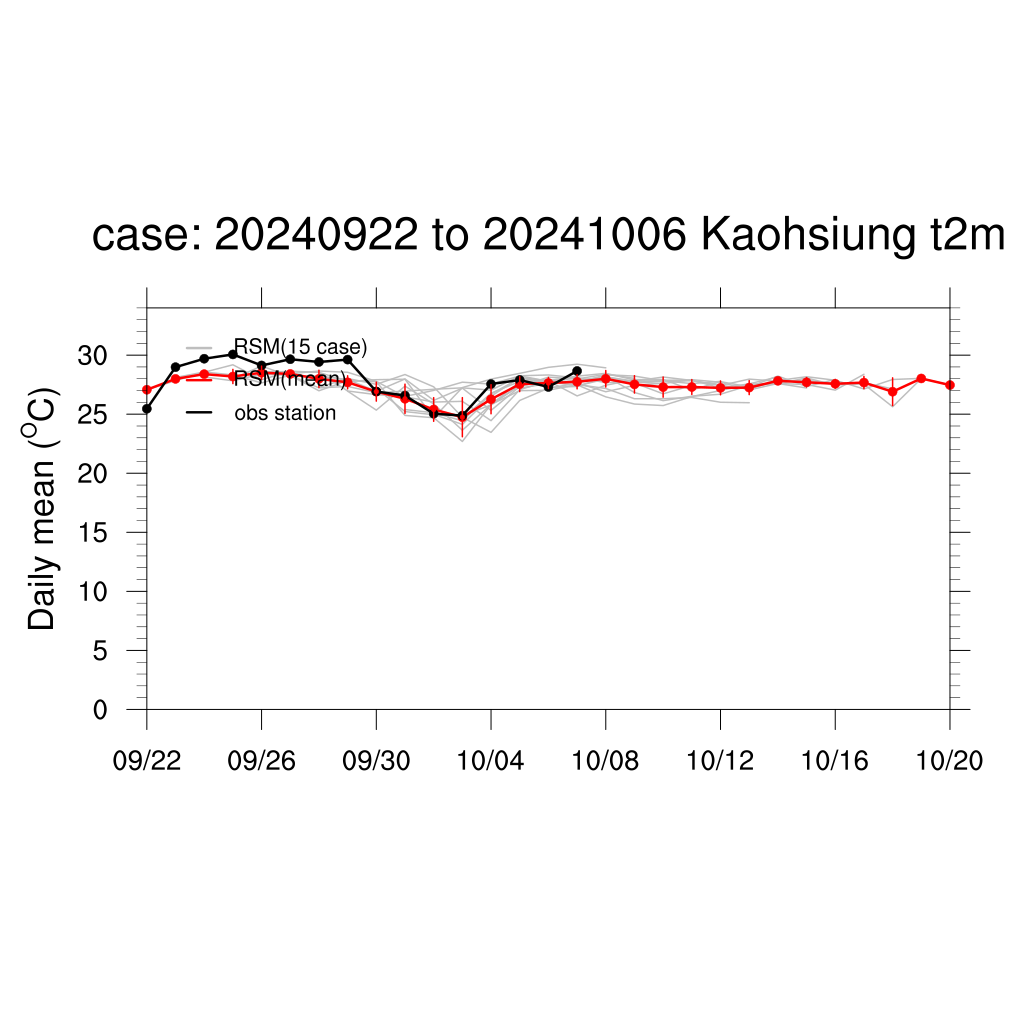 case: 20240922 to 20241006 Kaohsiung t2m
RSM(15 case)
RSM(mean)
obs station
Daily mean (°C)
30
25
20
15
10
5
0
09/22 09/26 09/30 10/04 10/08 10/12 10/16 10/20